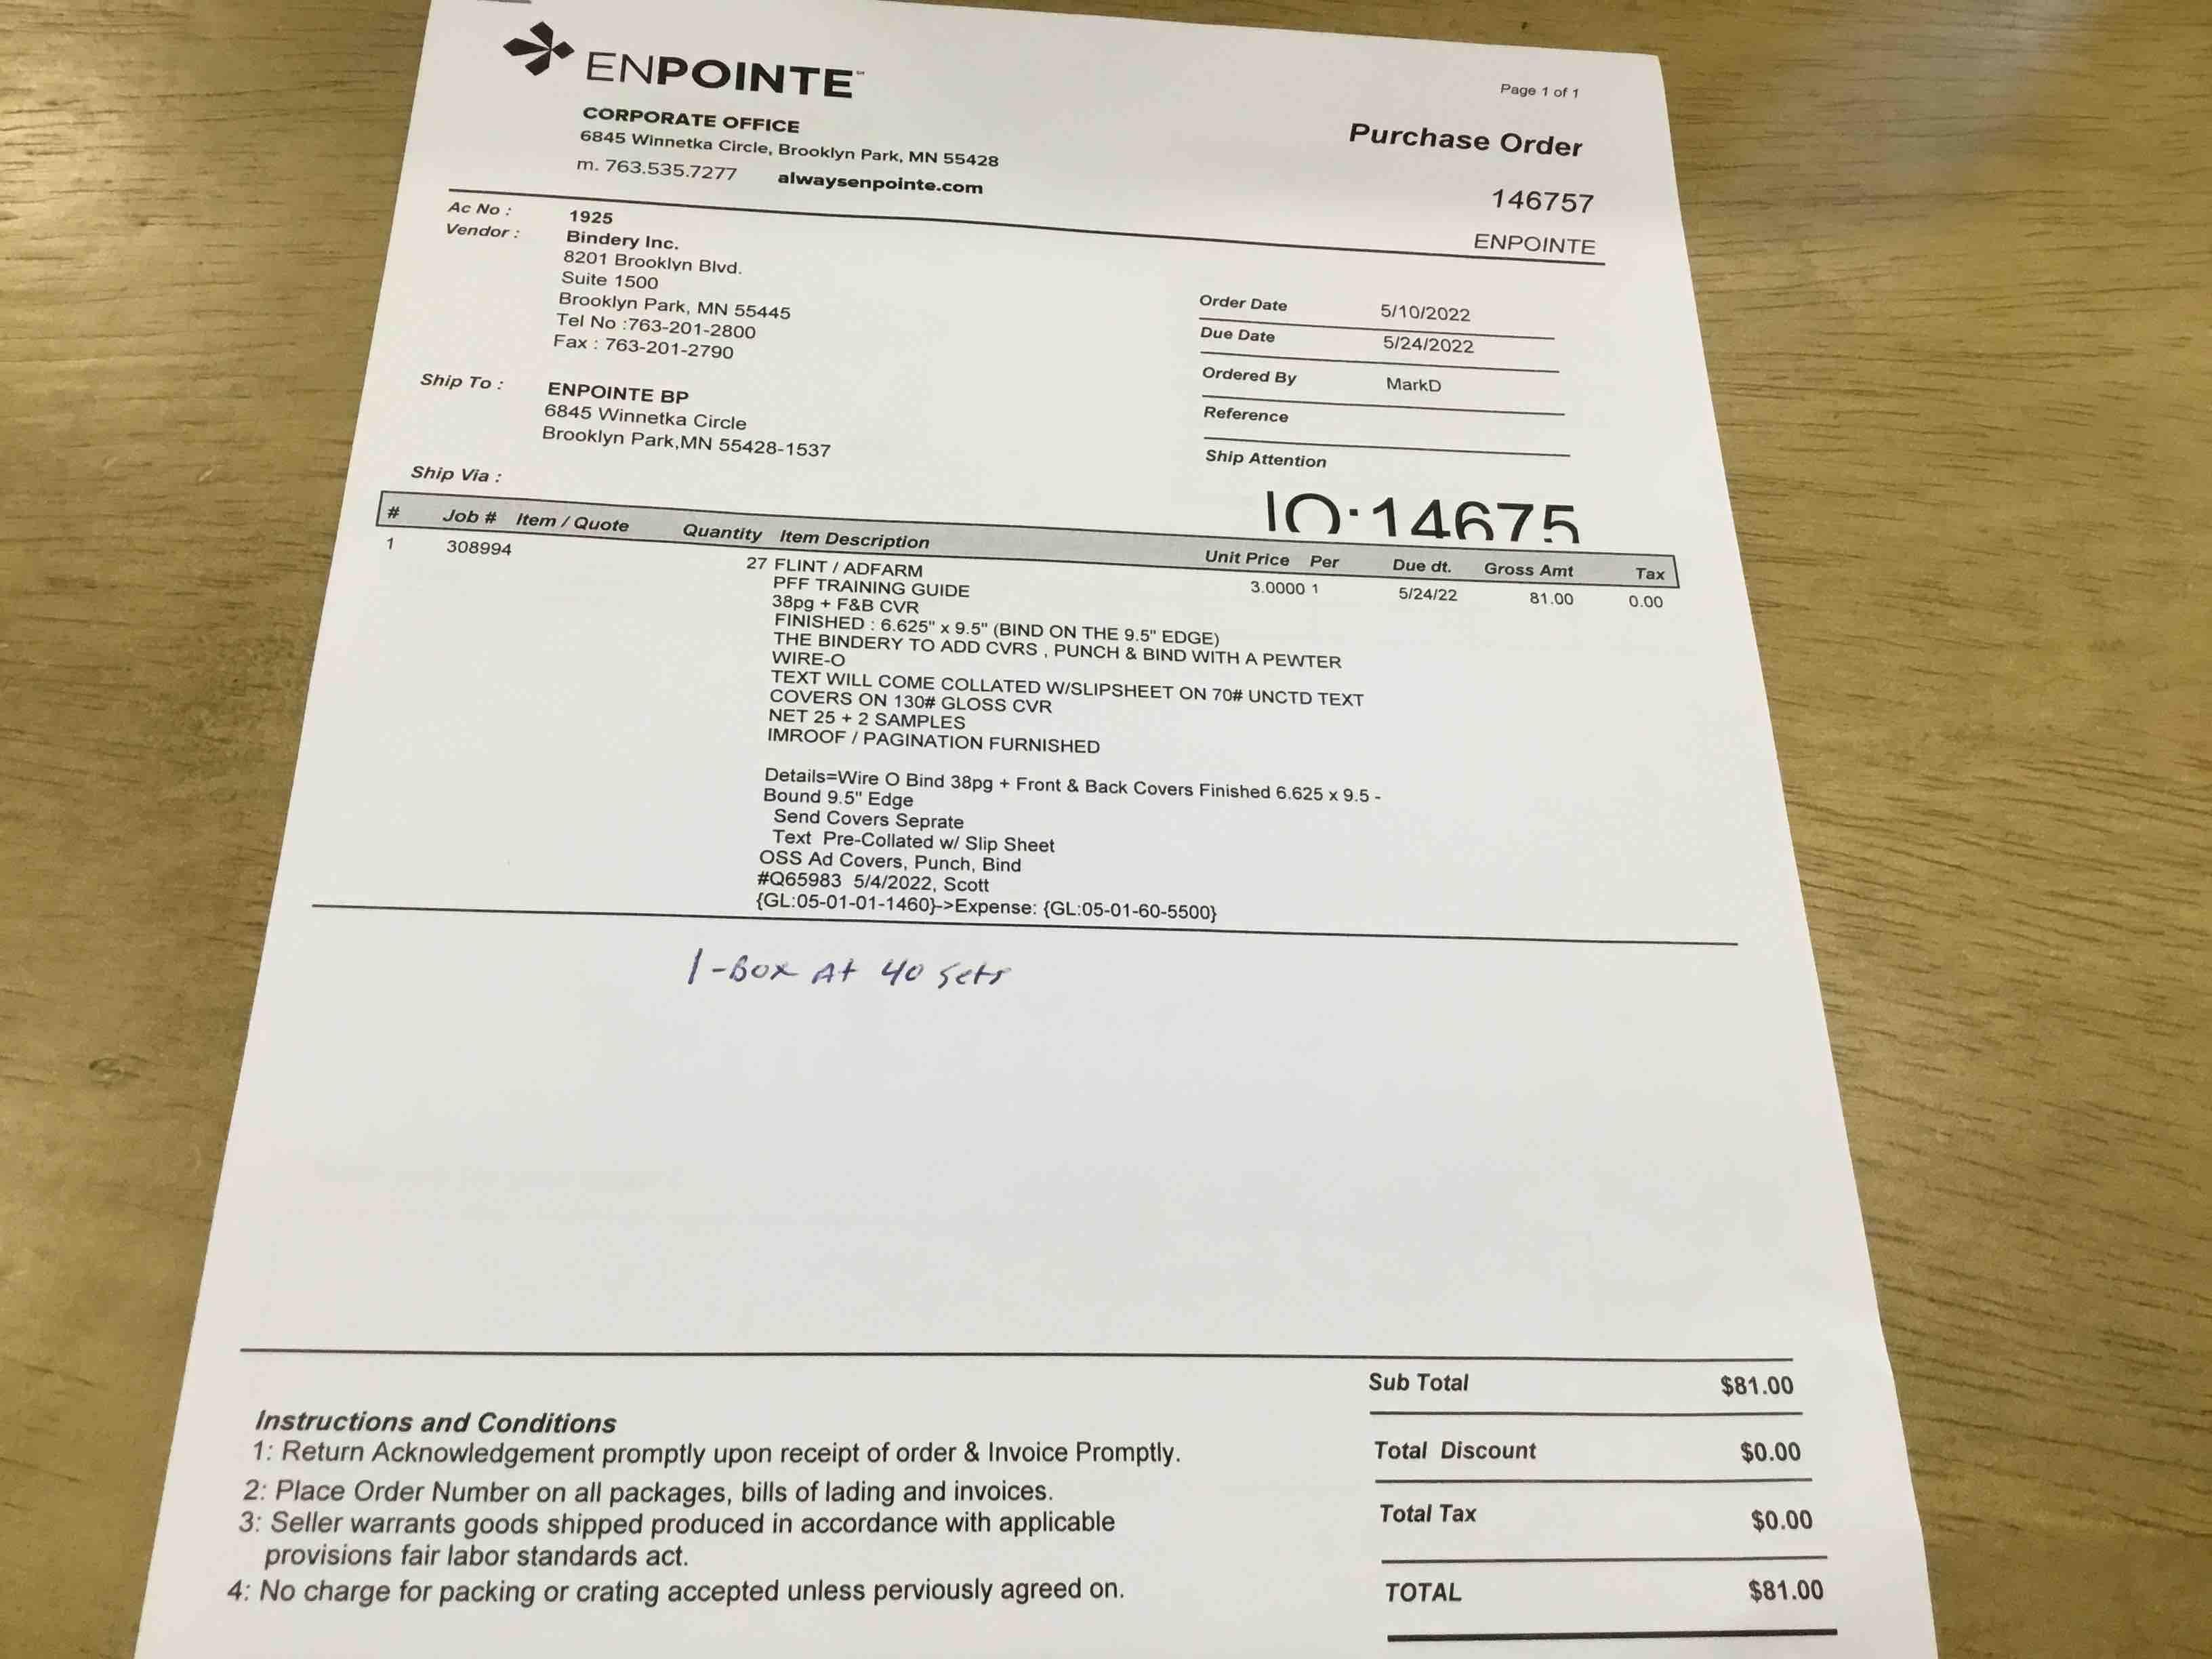 ENPOINTE
Page 1 of 1
CORPORATE OFFICE
6845 Winnetka Circle, Brooklyn Park, MN 55428
m. 763.535.7277 alwaysenpointe.com
Purchase Order
146757
ENPOINTE
Ac No : 1925
Vendor : Bindery Inc.
8201 Brooklyn Blvd.
Suite 1500
Brooklyn Park, MN 55445
Tel No :763-201-2800
Fax : 763-201-2790
Order Date 5/10/2022
Due Date 5/24/2022
Ordered By MarkD
Reference
Ship Attention
Ship To : ENPOINTE BP
6845 Winnetka Circle
Brooklyn Park,MN 55428-1537
Ship Via :
14675
# Job # Item / Quote Quantity Item Description Unit Price Per Due dt. Gross Amt Tax
1 308994 27 FLINT / ADFARM 3.0000 1 5/24/22 81.00 0.00
PFF TRAINING GUIDE
38pg + F&B CVR
FINISHED : 6.625" x 9.5" (BIND ON THE 9.5" EDGE)
THE BINDERY TO ADD CVRS , PUNCH & BIND WITH A PEWTER
WIRE-O
TEXT WILL COME COLLATED W/SLIPSHEET ON 70# UNCTD TEXT
COVERS ON 130# GLOSS CVR
NET 25 + 2 SAMPLES
IMROOF / PAGINATION FURNISHED
Details=Wire O Bind 38pg + Front & Back Covers Finished 6.625 x 9.5 -
Bound 9.5" Edge
Send Covers Seprate
Text Pre-Collated w/ Slip Sheet
OSS Ad Covers, Punch, Bind
#Q65983 5/4/2022, Scott
{GL:05-01-01-1460}->Expense: {GL:05-01-60-5500}
1-Box At 40 sets
Instructions and Conditions
1: Return Acknowledgement promptly upon receipt of order & Invoice Promptly.
2: Place Order Number on all packages, bills of lading and invoices.
3: Seller warrants goods shipped produced in accordance with applicable
provisions fair labor standards act.
4: No charge for packing or crating accepted unless perviously agreed on.
Sub Total $81.00
Total Discount $0.00
Total Tax $0.00
TOTAL $81.00